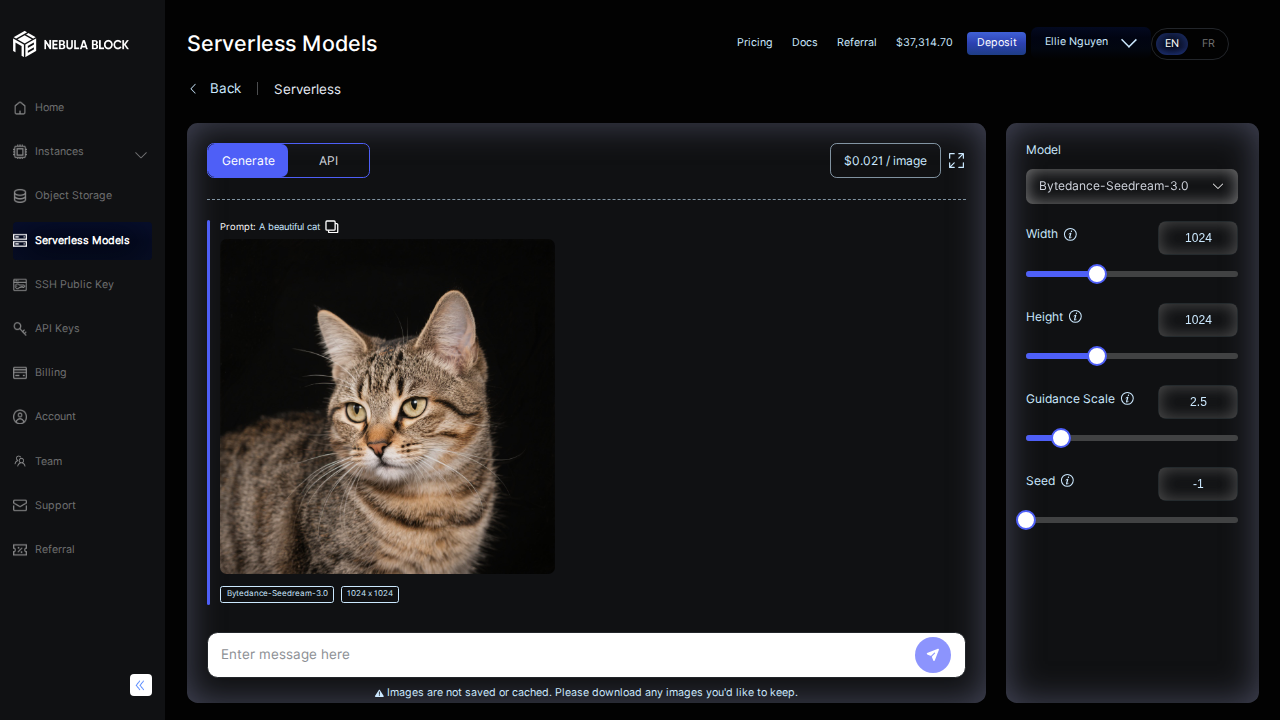 NEBULA BLOCK
Home
Instances
Object Storage
Serverless Models
SSH Public Key
API Keys
Billing
Account
Team
Support
Referral
Serverless Models
Pricing
Docs
Referral
$37,314.70
Deposit
Ellie Nguyen
EN
FR
Back
Serverless
Generate
API
$0.021 / image
Prompt: A beautiful cat
Bytedance-Seedream-3.0
1024 x 1024
Enter message here
Images are not saved or cached. Please download any images you'd like to keep.
Model
Bytedance-Seedream-3.0
Width
1024
Height
1024
Guidance Scale
2.5
Seed
-1